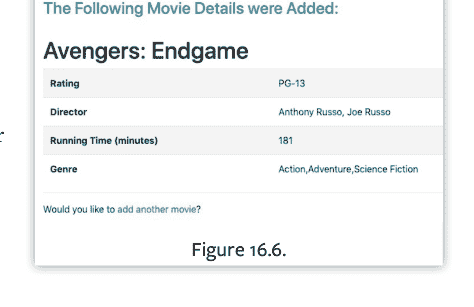 The Following Movie Details were Added:
Avengers: Endgame
Rating PG-13
Director Anthony Russo, Joe Russo
Running Time (minutes) 181
Genre Action,Adventure,Science Fiction
Would you like to add another movie?
Figure 16.6.